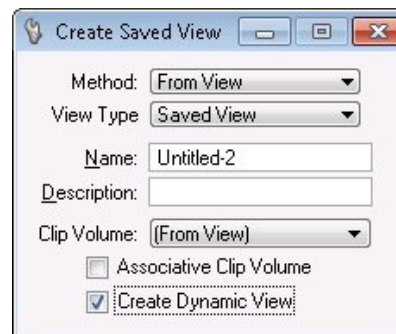 Create Saved View
Method: From View
View Type Saved View
Name: Untitled-2
Description:
Clip Volume: (From View)
Associative Clip Volume
Create Dynamic View